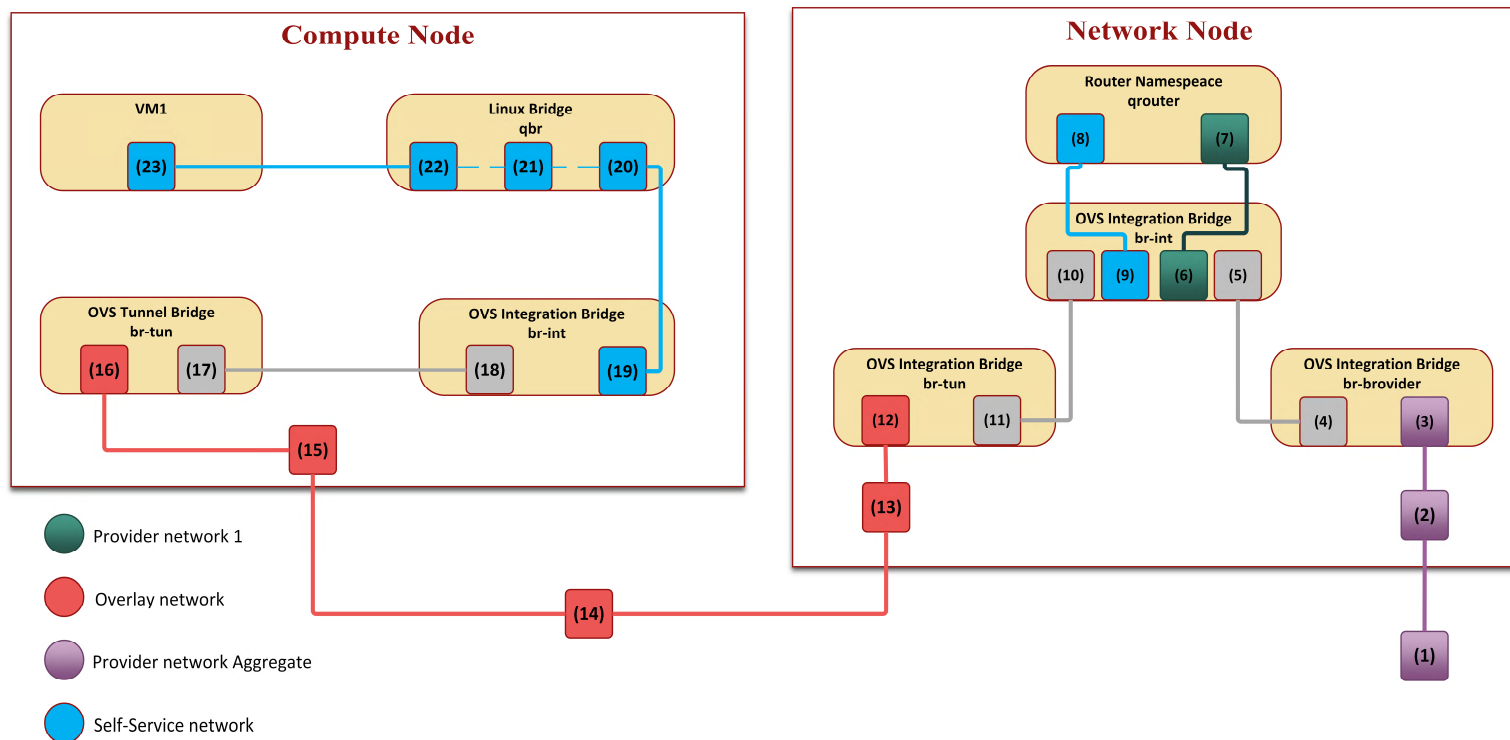 Compute Node
VM1
(23)
Linux Bridge
qbr
(22)
(21)
(20)
OVS Tunnel Bridge
br-tun
(16)
(17)
OVS Integration Bridge
br-int
(18)
(19)
(15)
Network Node
Router Namespeace
qrouter
(8)
(7)
OVS Integration Bridge
br-int
(10)
(9)
(6)
(5)
OVS Integration Bridge
br-tun
(12)
(11)
OVS Integration Bridge
br-brovider
(4)
(3)
(13)
(2)
(14)
(1)
Provider network 1
Overlay network
Provider network Aggregate
Self-Service network